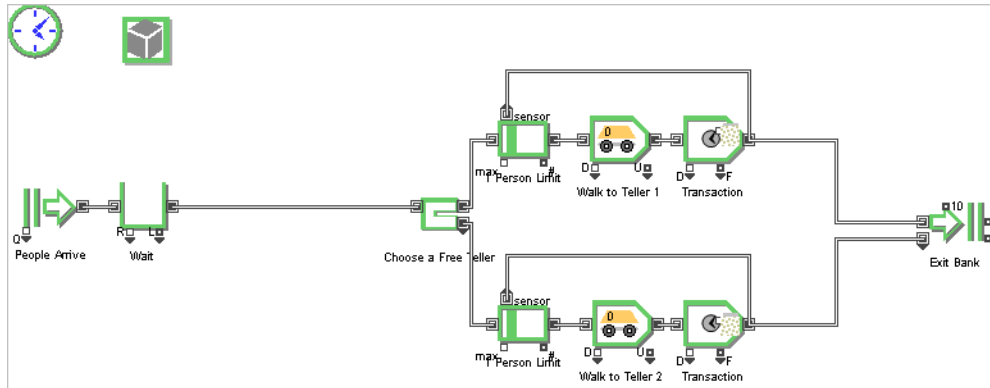 sensor
0
F
max
#
1 Person Limit
D
U
Walk to Teller 1
D
F
Transaction
Q
People Arrive
R
L
Wait
Choose a Free Teller
10
Exit Bank
sensor
0
F
max
#
1 Person Limit
D
U
Walk to Teller 2
D
F
Transaction